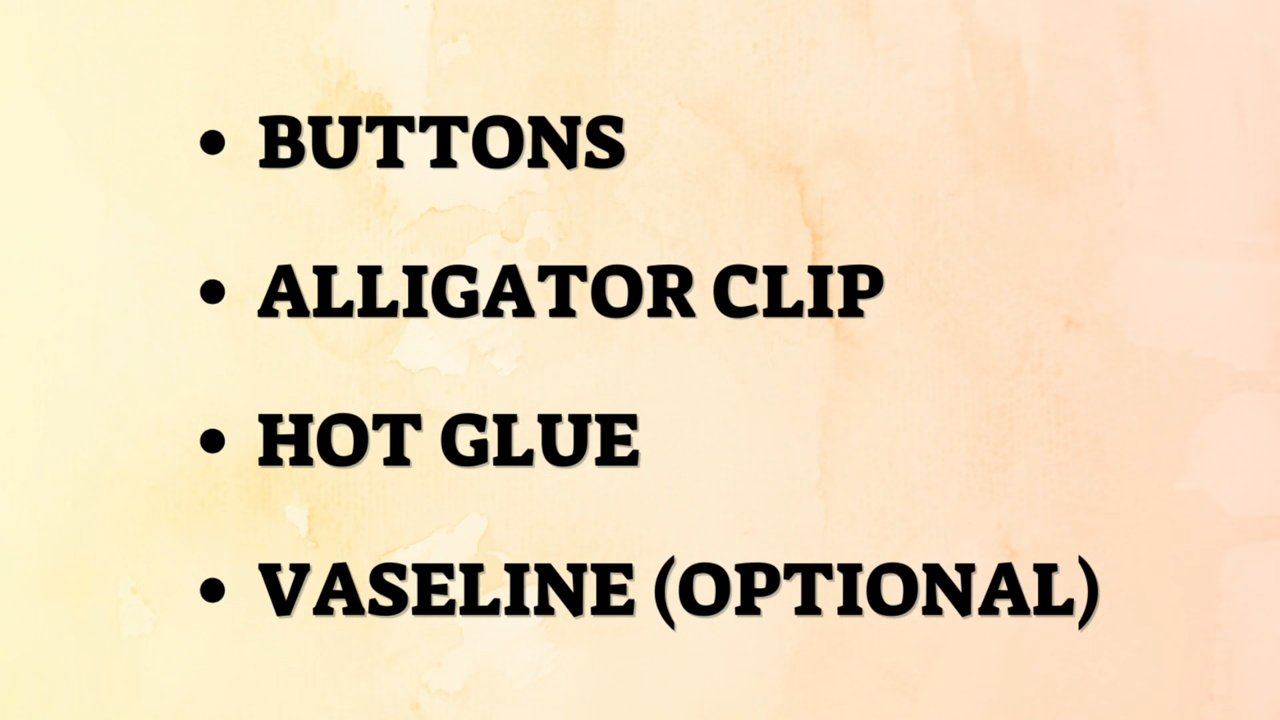 • BUTTONS
• ALLIGATOR CLIP
• HOT GLUE
• VASELINE (OPTIONAL)